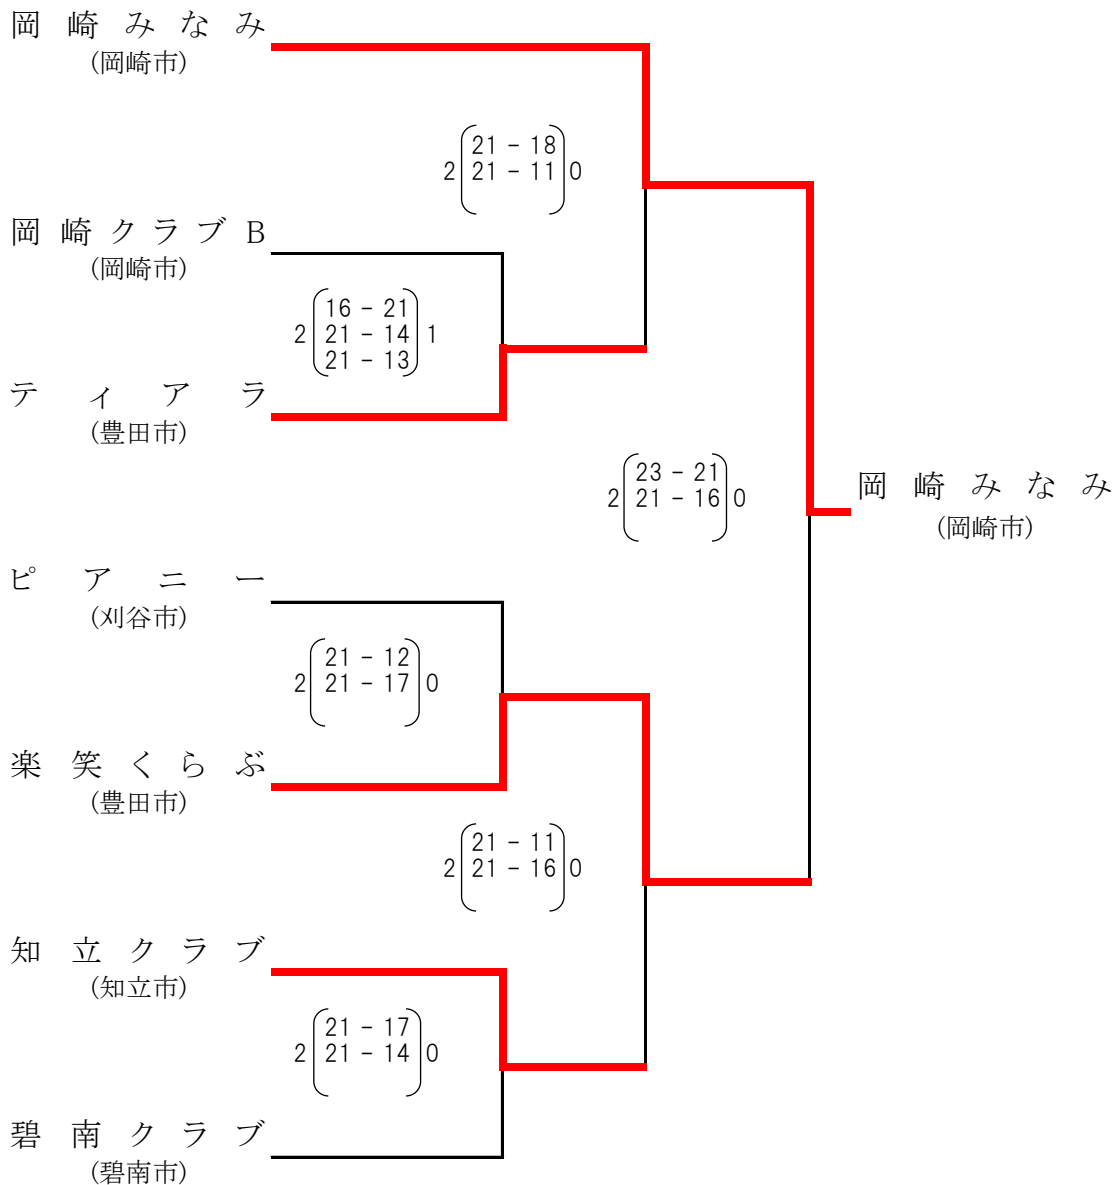 岡崎みなみ
(岡崎市)
21 - 18
2 21 - 11 0
岡崎クラブB
(岡崎市)
16 - 21
2 21 - 14 1
21 - 13
ティアラ
(豊田市)
23 - 21
2 21 - 16 0
岡崎みなみ
(岡崎市)
ピアニー
(刈谷市)
21 - 12
2 21 - 17 0
楽笑くらぶ
(豊田市)
21 - 11
2 21 - 16 0
知立クラブ
(知立市)
21 - 17
2 21 - 14 0
碧南クラブ
(碧南市)